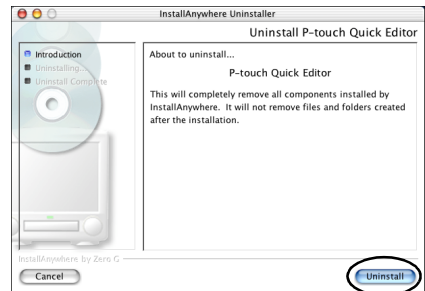 InstallAnywhere Uninstaller
Uninstall P-touch Quick Editor
Introduction
Uninstalling...
Uninstall Complete
About to uninstall...
P-touch Quick Editor
This will completely remove all components installed by
InstallAnywhere. It will not remove files and folders created
after the installation.
InstallAnywhere by Zero G
Cancel
Uninstall